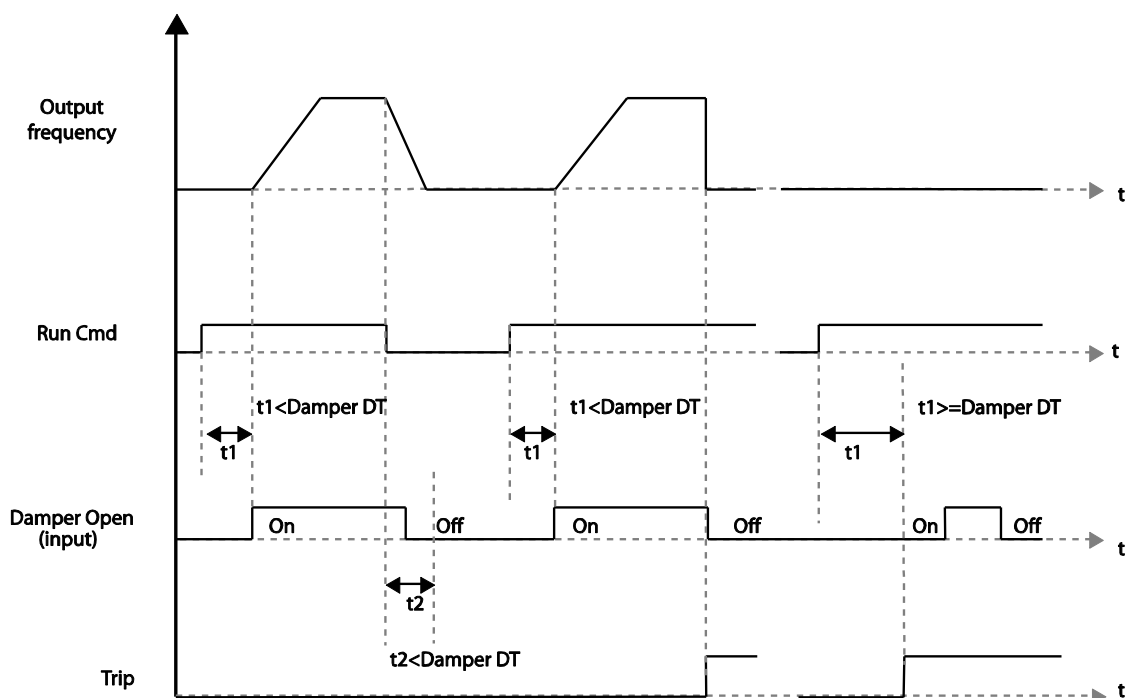 Output
frequency
t
Run Cmd
t
t1<Damper DT
t1<Damper DT
t1>=Damper DT
t1
t1
t1
Damper Open
(input)
On
Off
On
Off
On
Off
t
t2
t2<Damper DT
Trip
t